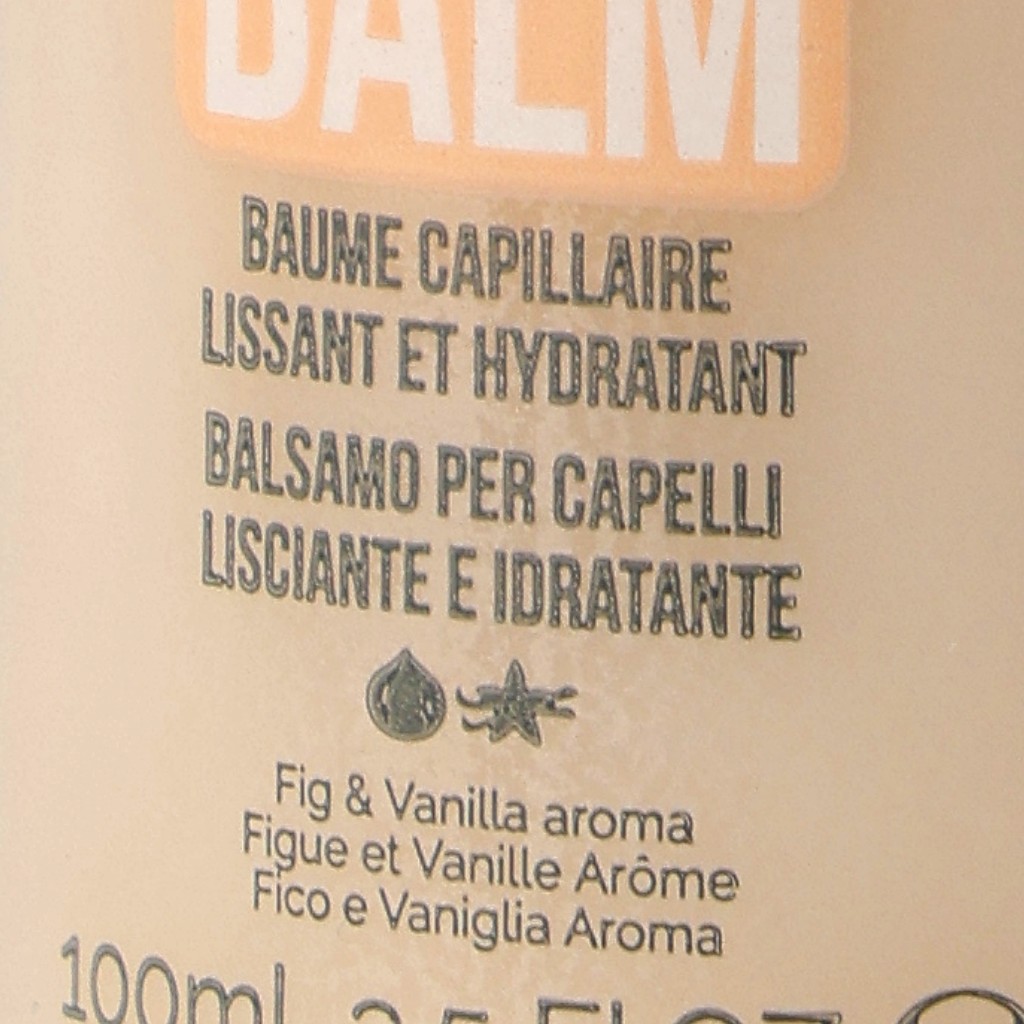 BALM
BAUME CAPILLAIRE
LISSANT ET HYDRATANT
BALSAMO PER CAPELLI
LISCIANTE E IDRATANTE
Fig & Vanilla aroma
Figue et Vanille Arôme
Fico e Vaniglia Aroma
100ml